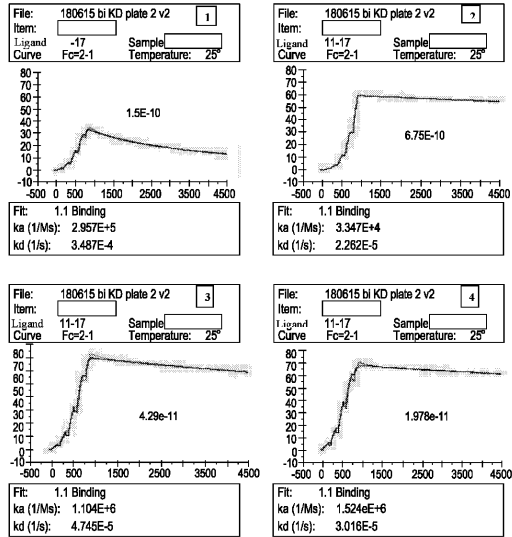 File: 180615 bi KD plate 2 v2 1
Item:
Ligand -17 Sample
Curve Fc=2-1 Temperature: 25°
80
70
60
50
40
30
20
10
0
-10
1.5E-10
-500 0 500 1500 2500 3500 4500
Fit: 1.1 Binding
ka (1/Ms): 2.957E+5
kd (1/s): 3.487E-4
File: 180615 bi KD plate 2 v2 2
Item:
Ligand 11-17 Sample
Curve Fc=2-1 Temperature: 25°
80
70
60
50
40
30
20
10
0
-10
6.75E-10
-500 0 500 1500 2500 3500 4500
Fit: 1.1 Binding
ka (1/Ms): 3.347E+4
kd (1/s): 2.262E-5
File: 180615 bi KD plate 2 v2 3
Item:
Ligand 11-17 Sample
Curve Fc=2-1 Temperature: 25°
80
70
60
50
40
30
20
10
0
-10
4.29e-11
-500 0 500 1500 2500 3500 4500
Fit: 1.1 Binding
ka (1/Ms): 1.104E+6
kd (1/s): 4.745E-5
File: 180615 bi KD plate 2 v2 4
Item:
Ligand 11-17 Sample
Curve Fc=2-1 Temperature: 25°
80
70
60
50
40
30
20
10
0
-10
1.978e-11
-500 0 500 1500 2500 3500 4500
Fit: 1.1 Binding
ka (1/Ms): 1.524eE+6
kd (1/s): 3.016E-5